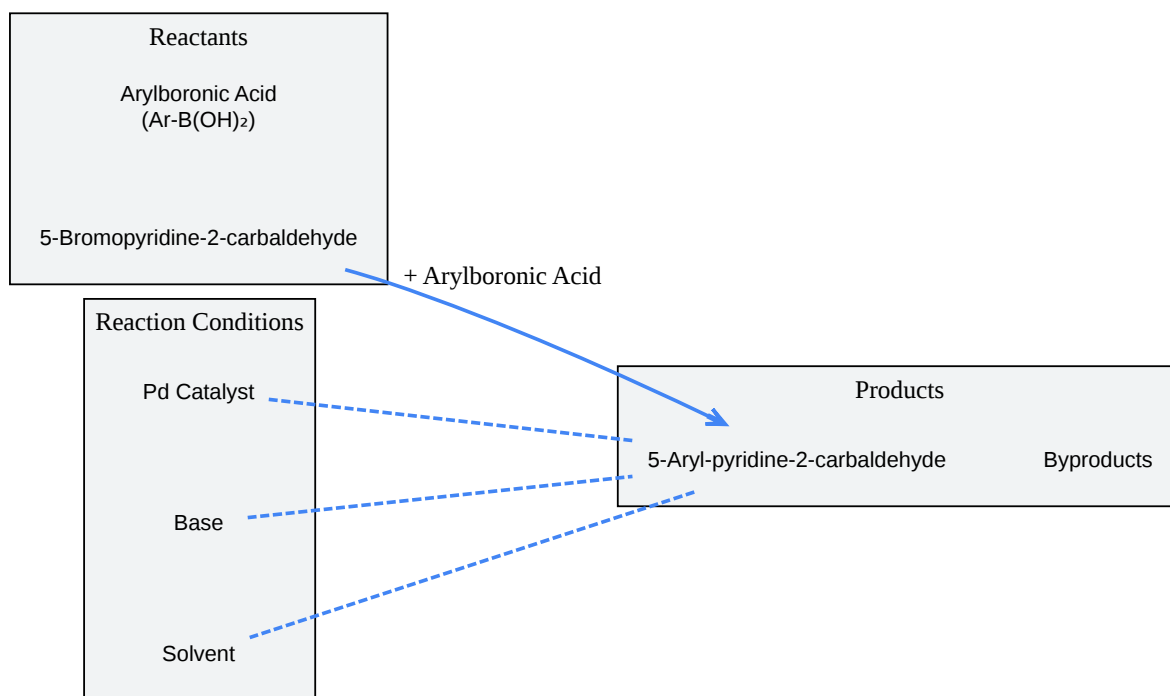 Reactants
Arylboronic Acid
(Ar-B(OH)₂)
5-Bromopyridine-2-carbaldehyde
+ Arylboronic Acid
Reaction Conditions
Pd Catalyst
Base
Solvent
Products
5-Aryl-pyridine-2-carbaldehyde
Byproducts